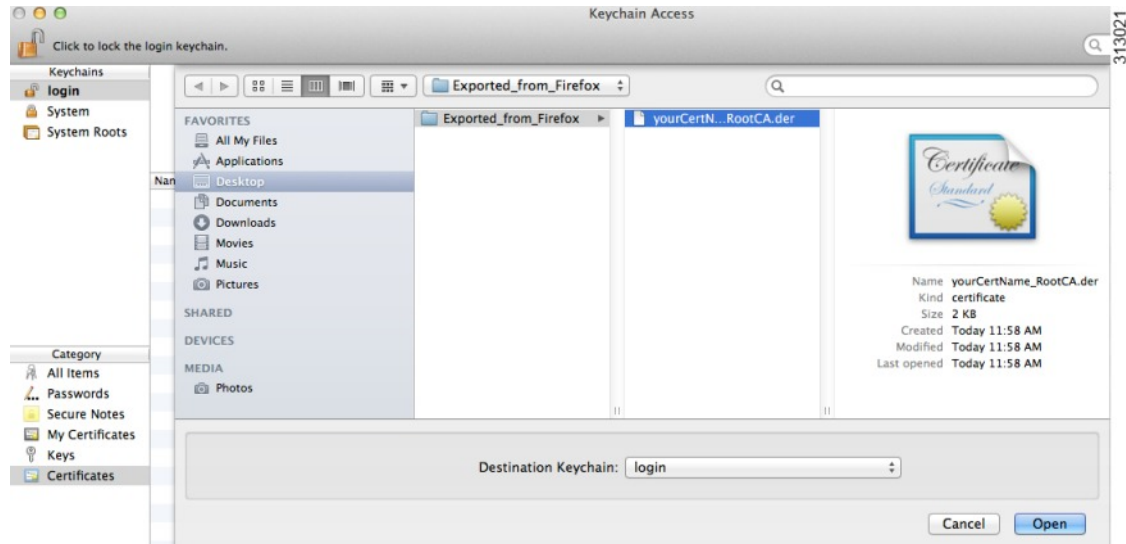 Keychain Access
Click to lock the login keychain.
313021
Keychains
login
System
System Roots
Nan
Exported_from_Firefox
FAVORITES
All My Files
Applications
Desktop
Documents
Downloads
Movies
Music
Pictures
SHARED
DEVICES
MEDIA
Photos
Exported_from_Firefox
yourCertN...RootCA.der
Certificate
Standard
Name yourCertName_RootCA.der
Kind certificate
Size 2 KB
Created Today 11:58 AM
Modified Today 11:58 AM
Last opened Today 11:58 AM
Category
All Items
Passwords
Secure Notes
My Certificates
Keys
Certificates
Destination Keychain: login
Cancel Open